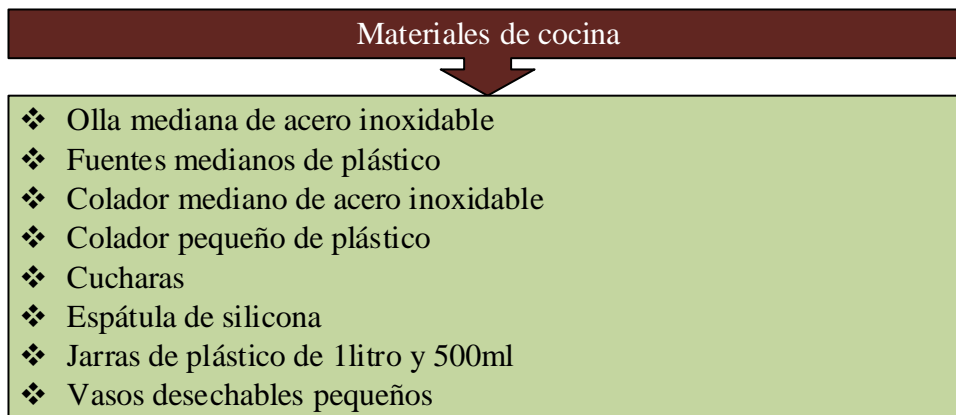 Materiales de cocina
❖ Olla mediana de acero inoxidable
❖ Fuentes medianos de plástico
❖ Colador mediano de acero inoxidable
❖ Colador pequeño de plástico
❖ Cucharas
❖ Espátula de silicona
❖ Jarras de plástico de 1litro y 500ml
❖ Vasos desechables pequeños